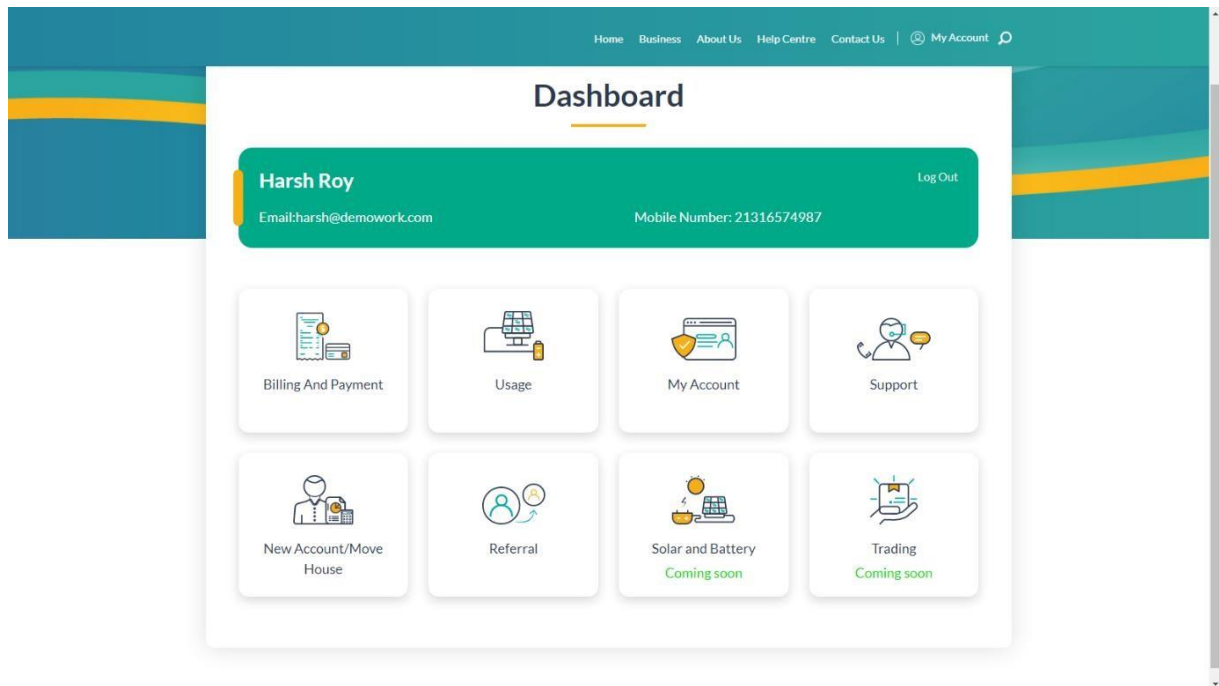 Home Business About Us Help Centre Contact Us | My Account
Dashboard
Harsh Roy
Log Out
Email:harsh@demowork.com
Mobile Number: 21316574987
Billing And Payment
Usage
My Account
Support
New Account/Move
House
Referral
Solar and Battery
Coming soon
Trading
Coming soon